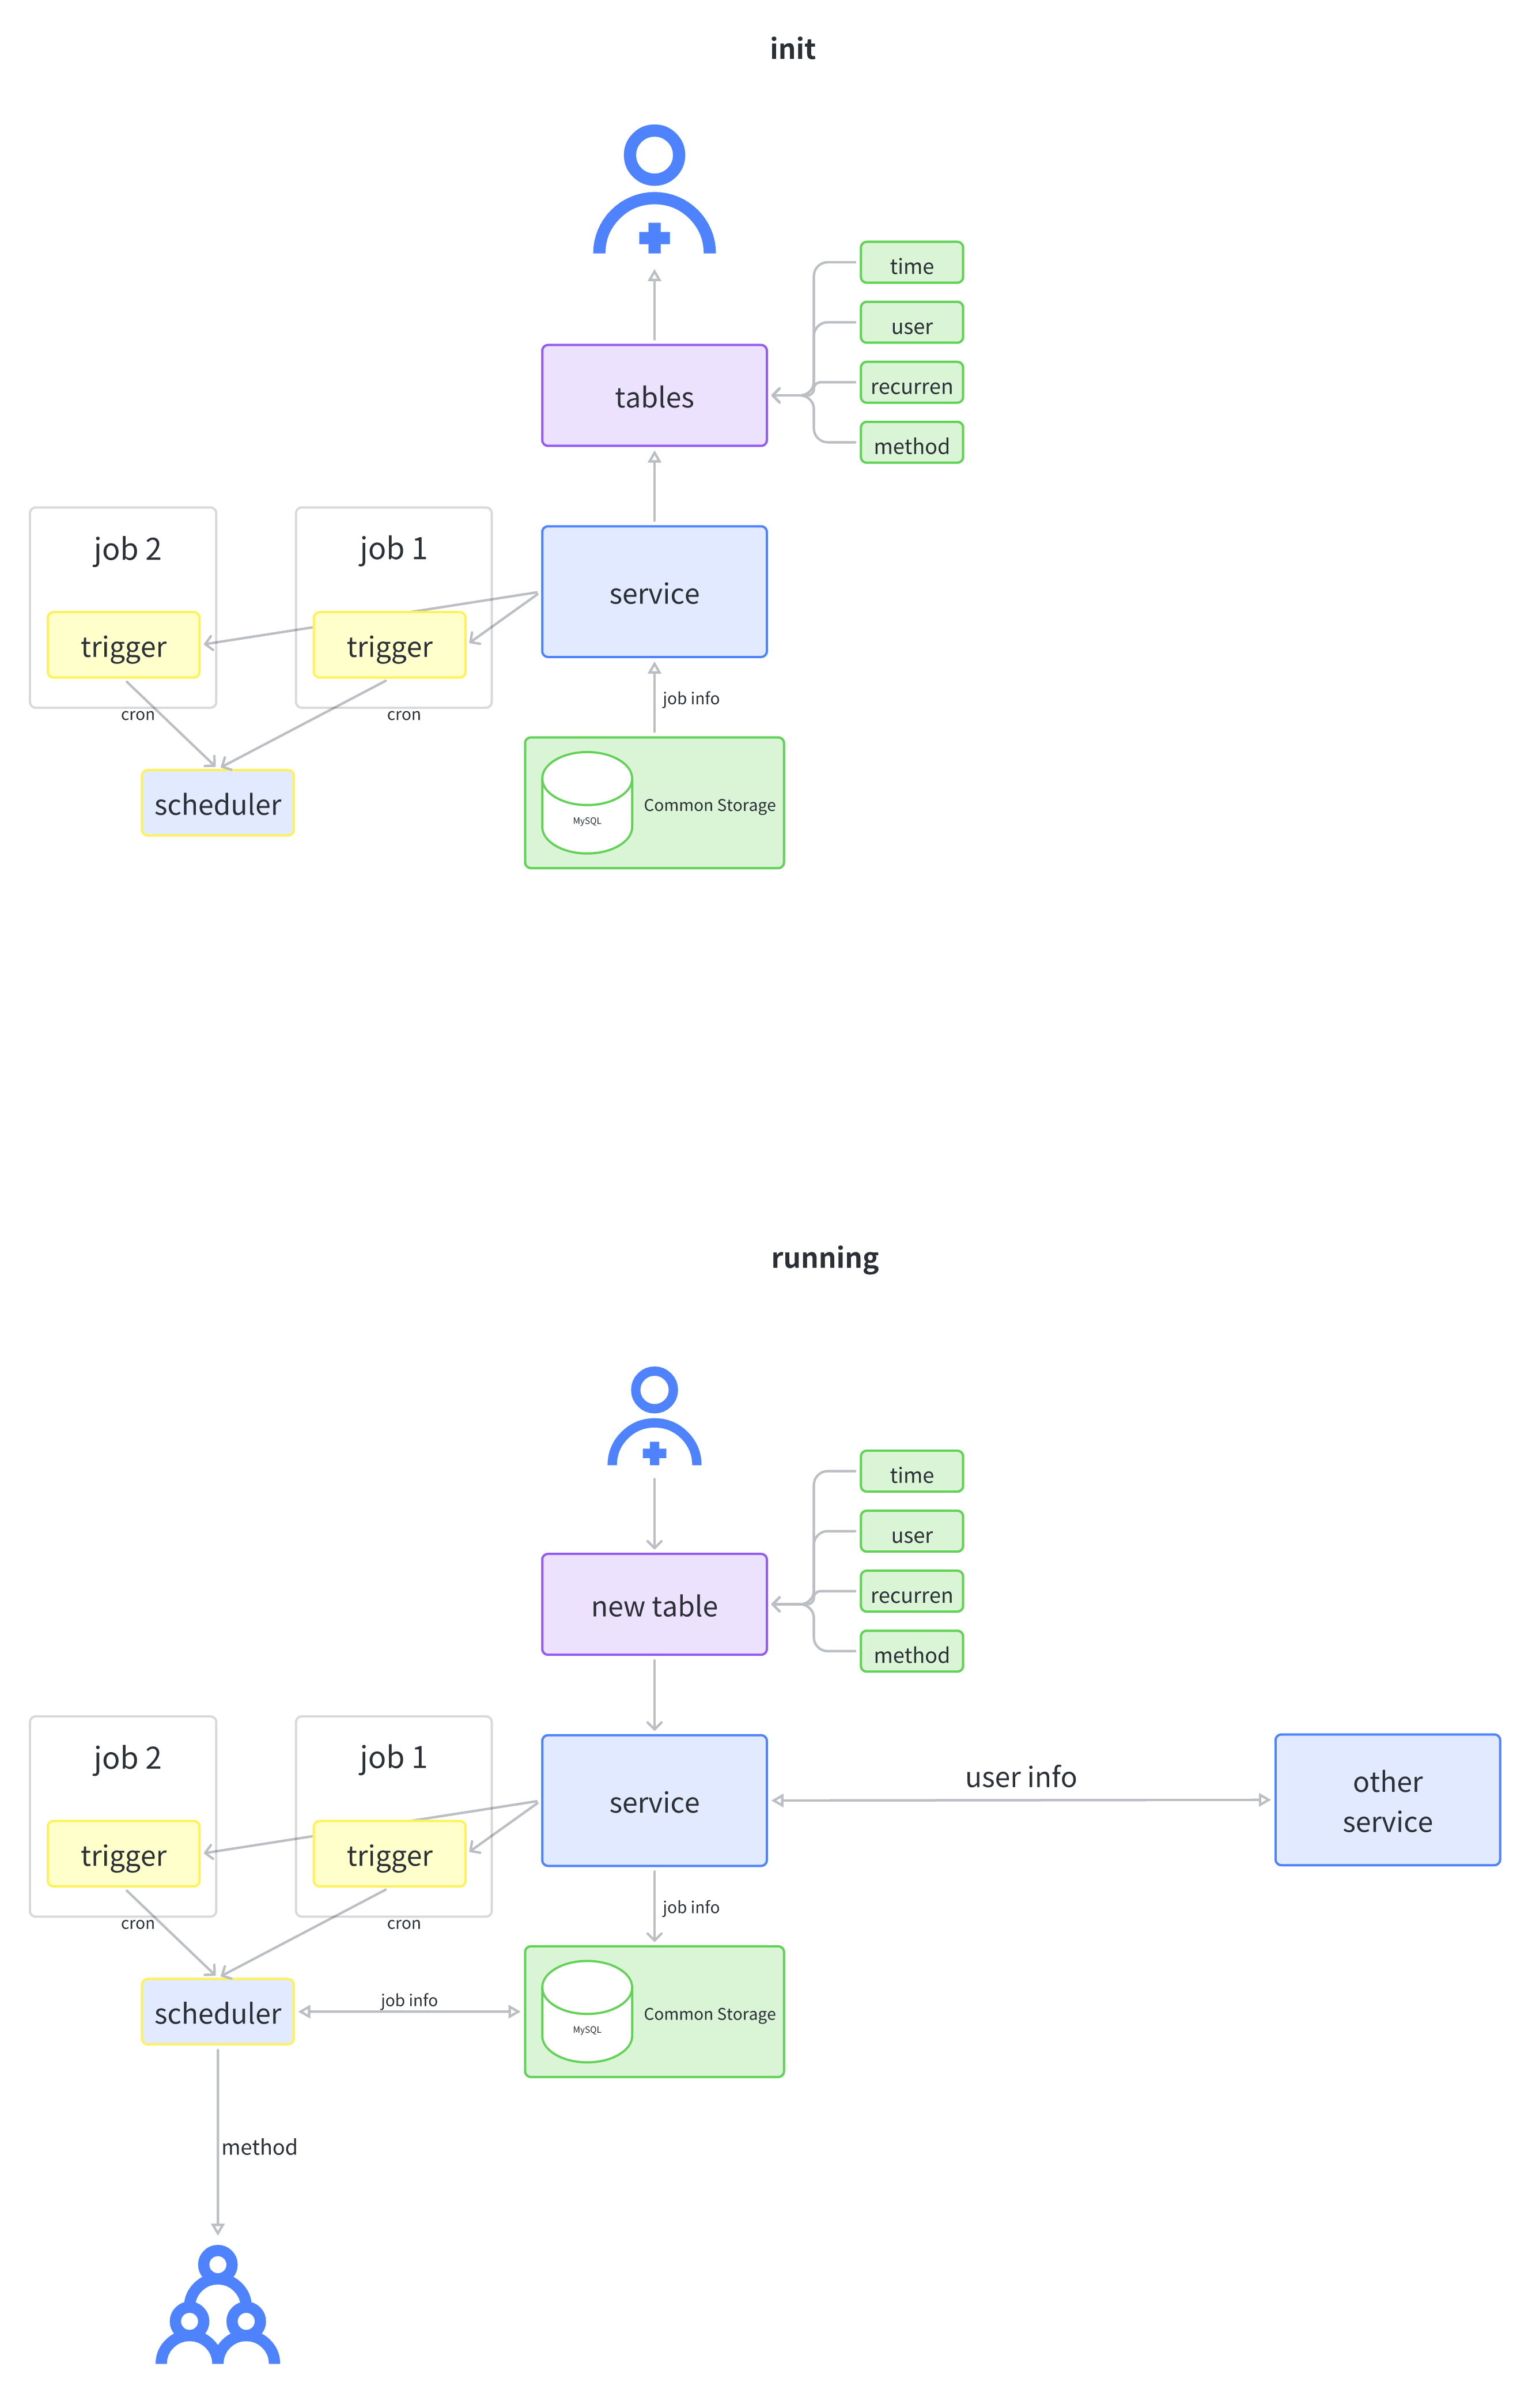 init
time
user
recurren
method
tables
job 2
job 1
service
trigger
trigger
job info
cron
cron
scheduler
MySQL
Common Storage
running
time
user
recurren
method
new table
job 2
job 1
service
user info
other
service
trigger
trigger
job info
cron
cron
scheduler
job info
MySQL
Common Storage
method